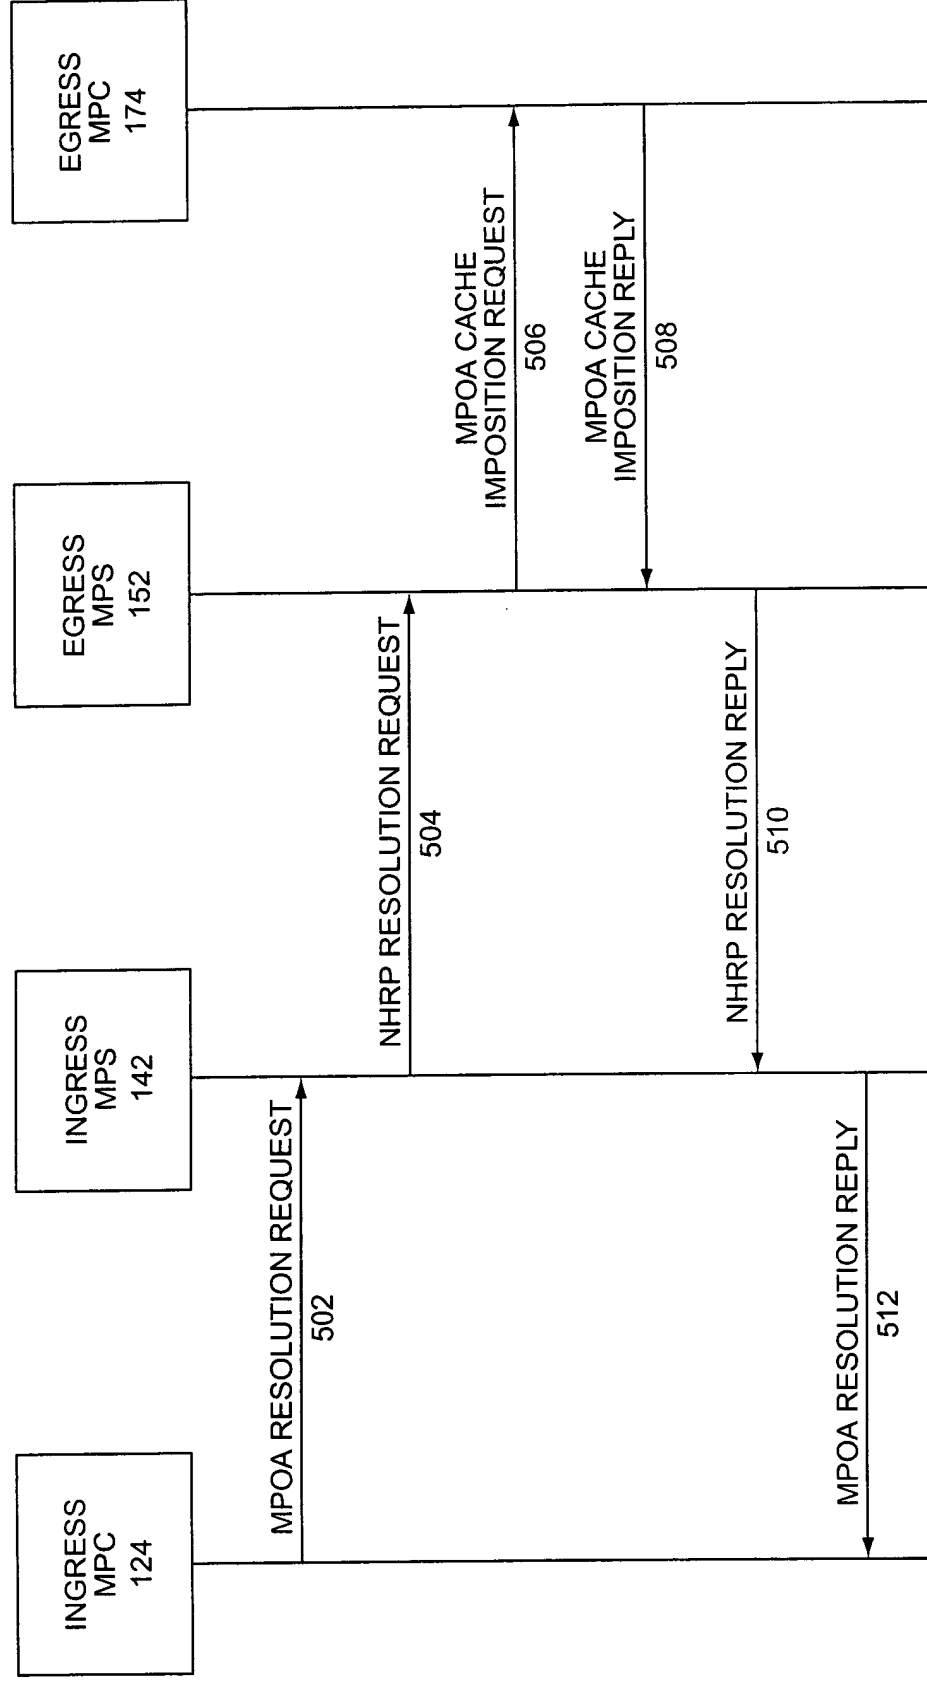 INGRESS
MPC
124
INGRESS
MPS
142
EGRESS
MPS
152
EGRESS
MPC
174
MPOA RESOLUTION REQUEST
502
NHRP RESOLUTION REQUEST
504
MPOA CACHE
IMPOSITION REQUEST
506
MPOA CACHE
IMPOSITION REPLY
508
NHRP RESOLUTION REPLY
510
MPOA RESOLUTION REPLY
512